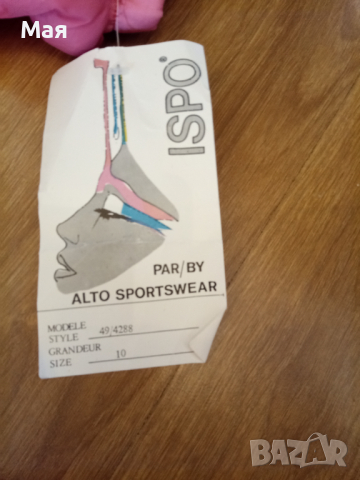 Мая
ISPO®
PAR/BY
ALTO SPORTSWEAR
MODELE
STYLE 49/4288
GRANDEUR
SIZE 10
BAZAR